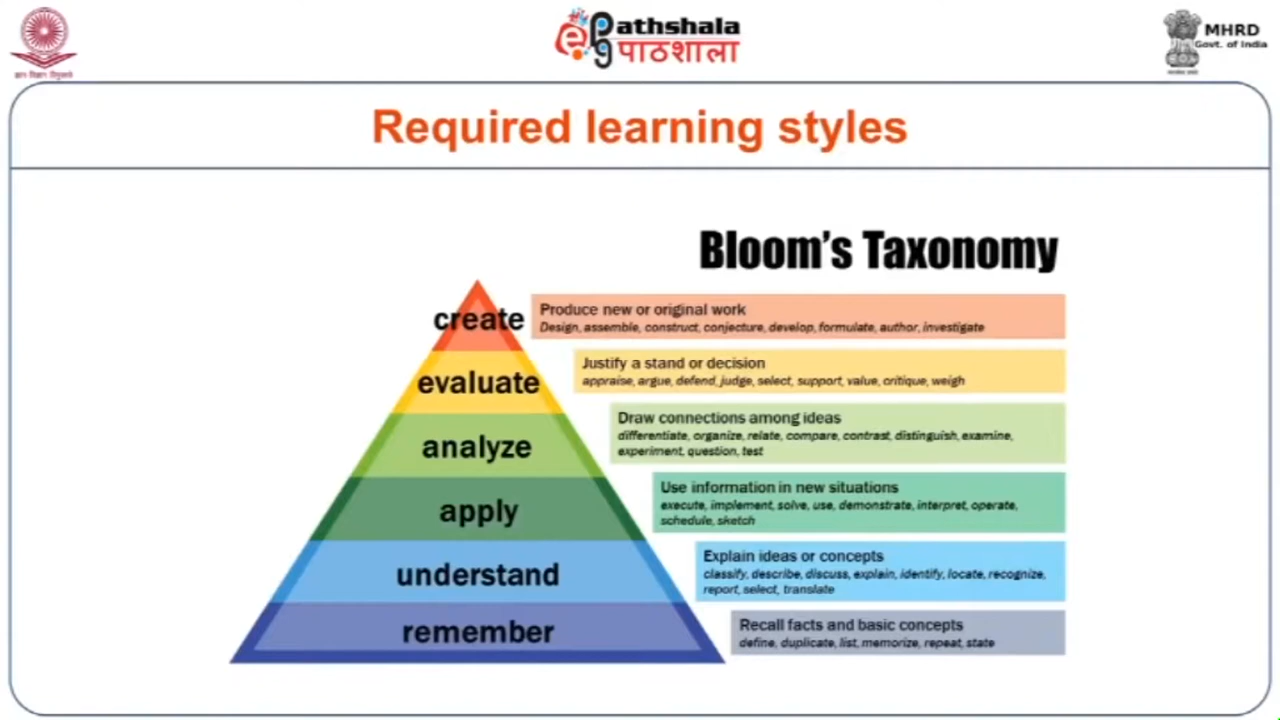 ePathshala
पाठशाला
MHRD
Govt. of India
Required learning styles
Bloom's Taxonomy
create
Produce new or original work
Design, assemble, construct, conjecture, develop, formulate, author, investigate
evaluate
Justify a stand or decision
appraise, argue, defend, judge, select, support, value, critique, weigh
analyze
Draw connections among ideas
differentiate, organize, relate, compare, contrast, distinguish, examine,
experiment, question, test
apply
Use information in new situations
execute, implement, solve, use, demonstrate, interpret, operate,
schedule, sketch
understand
Explain ideas or concepts
classify, describe, discuss, explain, identify, locate, recognize,
report, select, translate
remember
Recall facts and basic concepts
define, duplicate, list, memorize, repeat, state